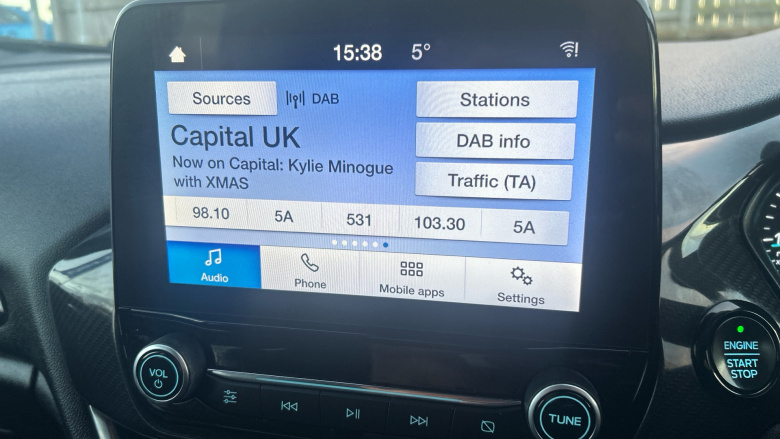 15:38 5°
Sources DAB Stations
Capital UK DAB info
Now on Capital: Kylie Minogue
with XMAS
Traffic (TA)
98.10 5A 531 103.30 5A
Audio Phone Mobile apps Settings
VOL
TUNE
ENGINE
START
STOP